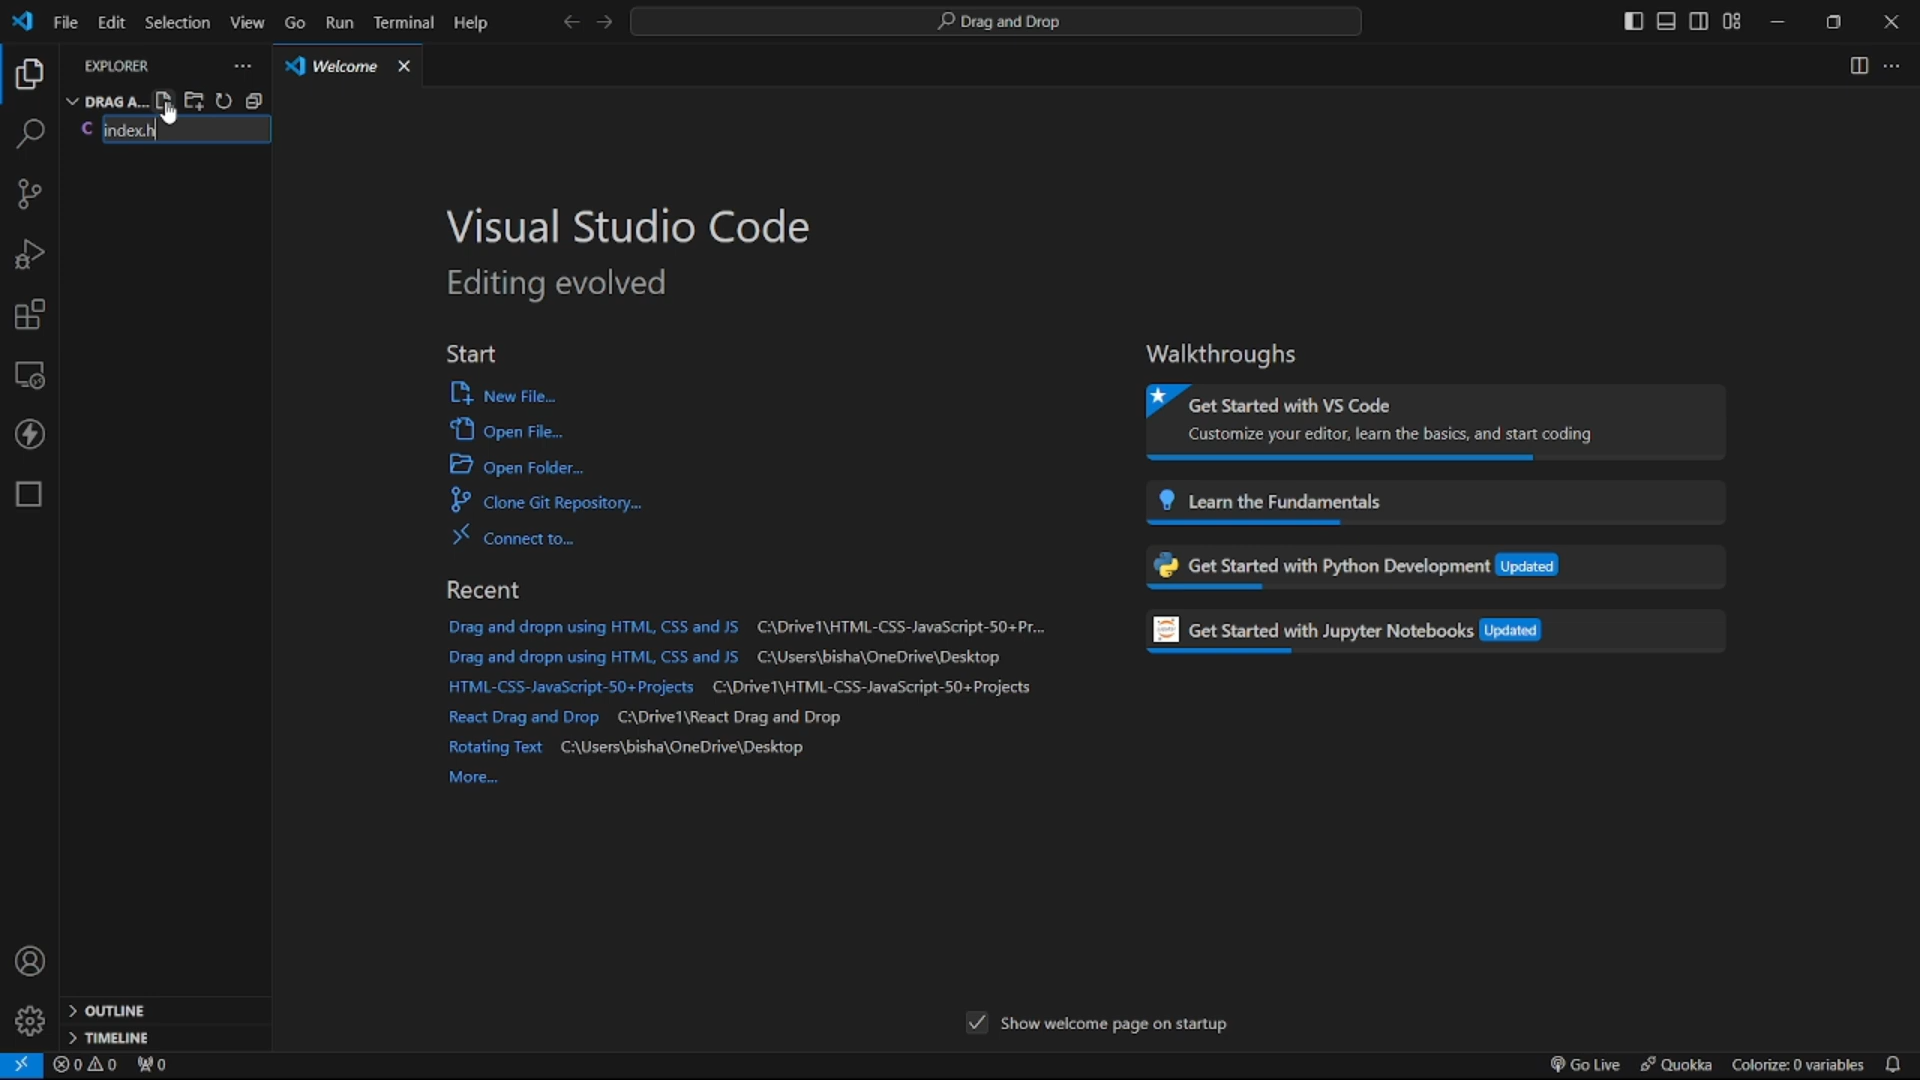 File Edit Selection View Go Run Terminal Help
Drag and Drop
EXPLORER
Welcome
DRAG A...
C index.h
Visual Studio Code
Editing evolved
Start
New File...
Open File...
Open Folder...
Clone Git Repository...
Connect to...
Recent
Drag and dropn using HTML, CSS and JS C:\Drive1\HTML-CSS-JavaScript-50+Pr...
Drag and dropn using HTML, CSS and JS C:\Users\bisha\OneDrive\Desktop
HTML-CSS-JavaScript-50+Projects C:\Drive1\HTML-CSS-JavaScript-50+Projects
React Drag and Drop C:\Drive1\React Drag and Drop
Rotating Text C:\Users\bisha\OneDrive\Desktop
More...
Walkthroughs
Get Started with VS Code
Customize your editor, learn the basics, and start coding
Learn the Fundamentals
Get Started with Python Development Updated
Get Started with Jupyter Notebooks Updated
Show welcome page on startup
OUTLINE
TIMELINE
0 0 0
Go Live Quokka Colorize: 0 variables